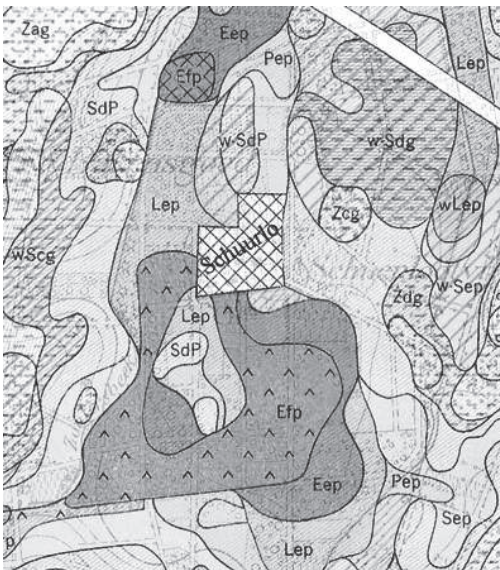 Zag
Eep
Pep
Lep
Efp
SdP
w-SdP
w-Sdg
Lep
Zcg
wLep
wScg
Schuurlo
Zdg
w-Sep
Lep
SdP
Efp
Eep
Pep
Sep
Lep
p